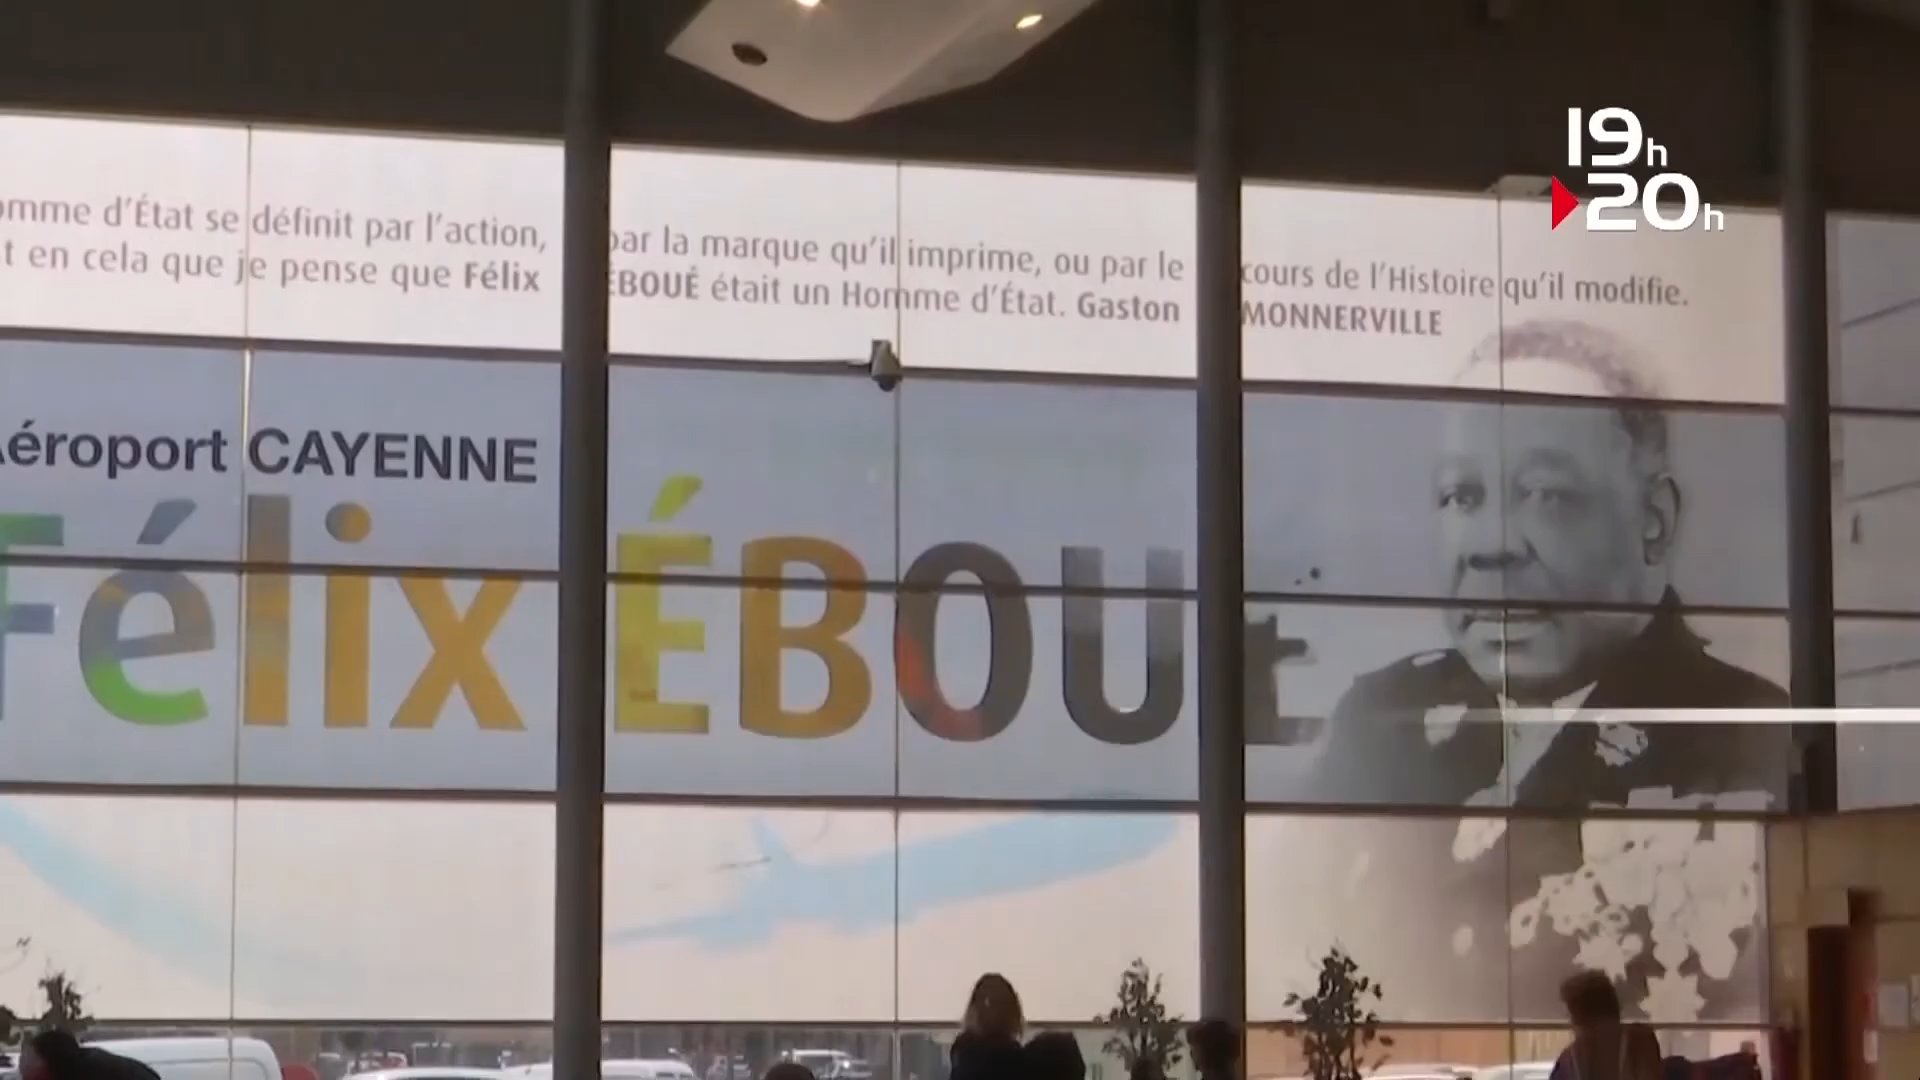 omme d'État se définit par l'action, par la marque qu'il imprime, ou par le cours de l'Histoire qu'il modifie.
t en cela que je pense que Félix ÉBOUÉ était un Homme d'État. Gaston MONNERVILLE
Aéroport CAYENNE
Félix ÉBOUÉ
19h
20h